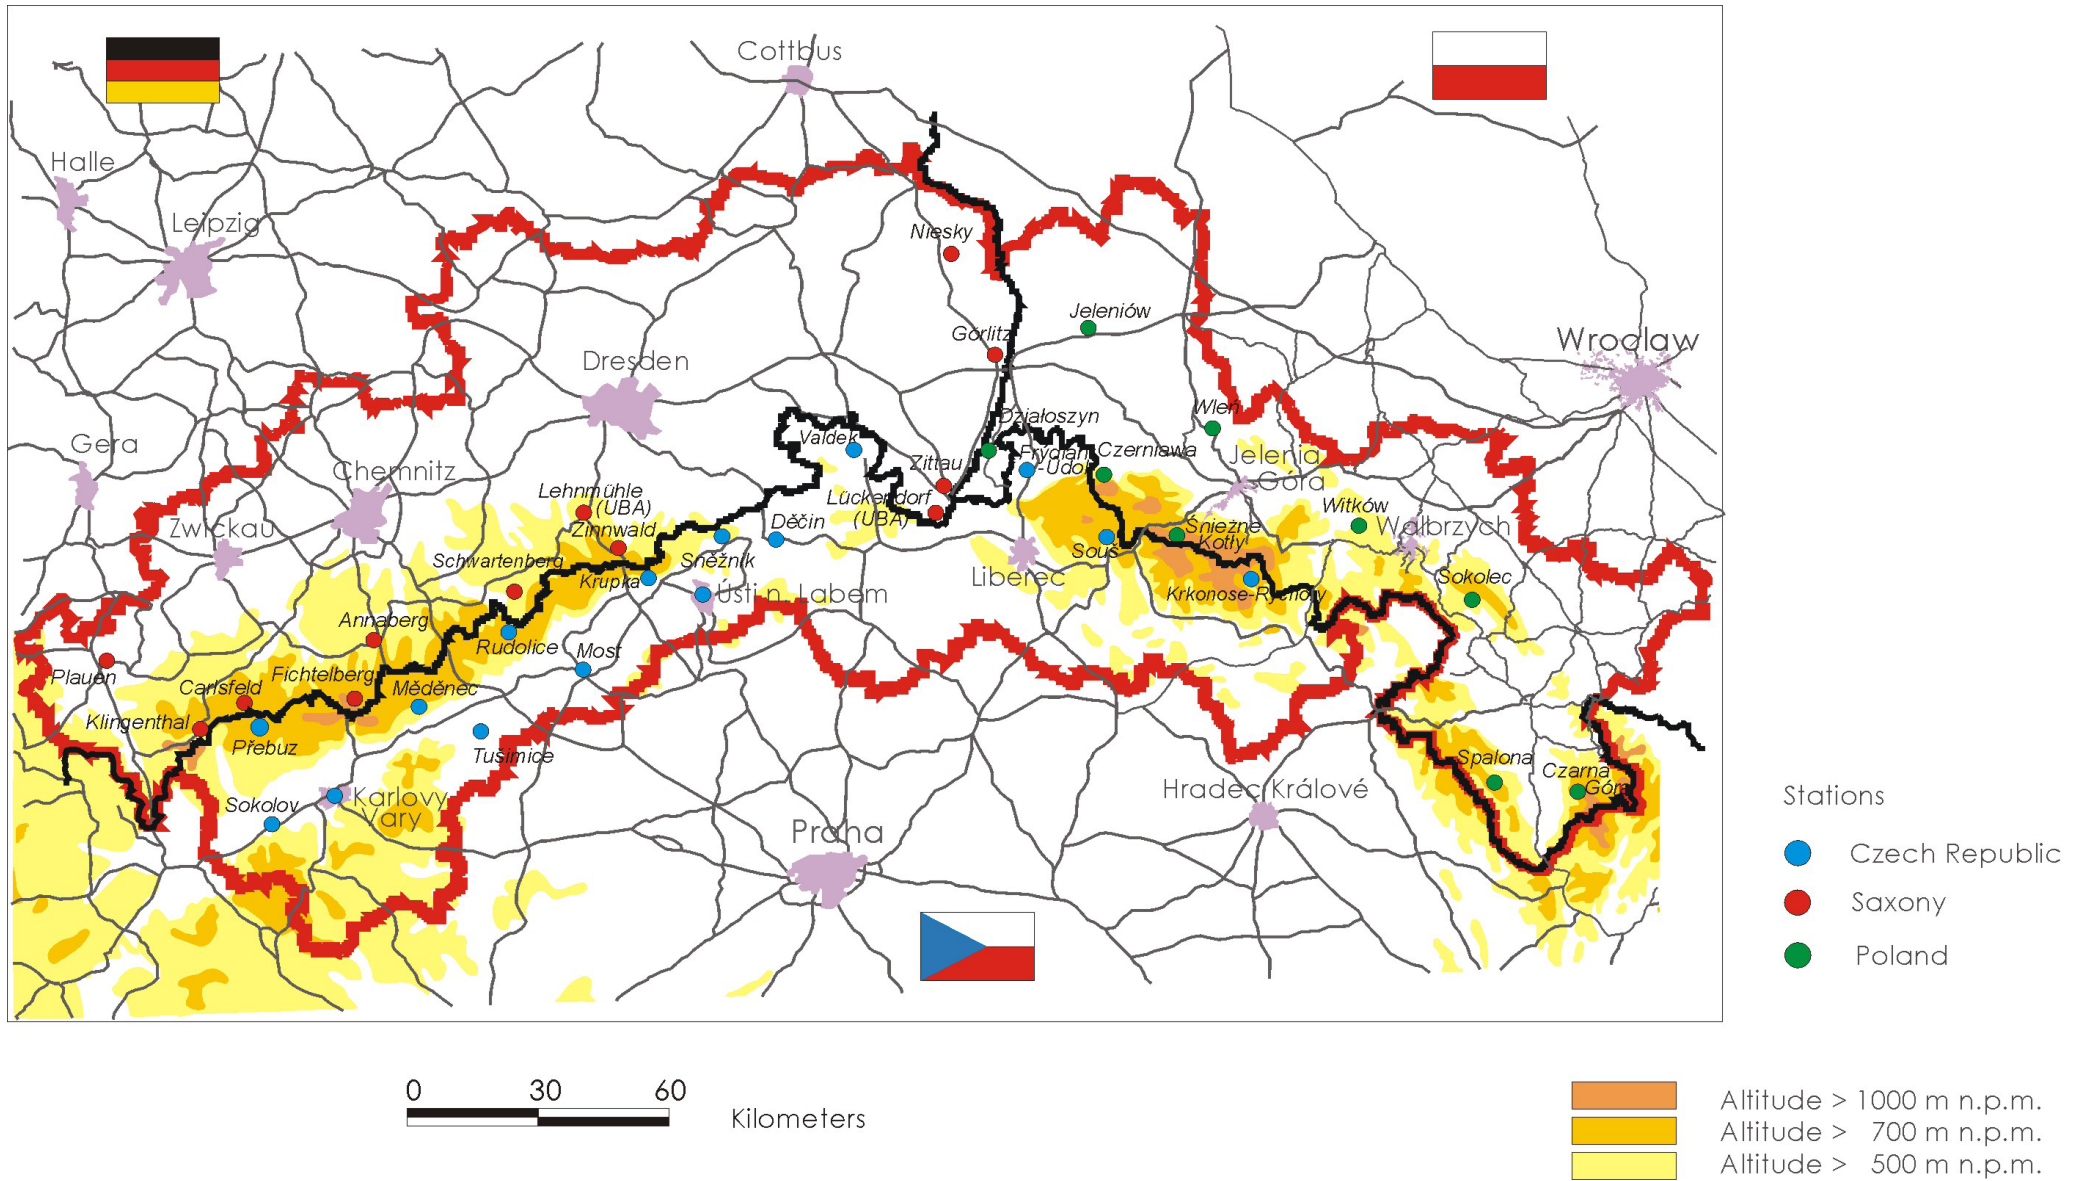 Cottbus
Halle
Leipzig
Niesky
Jeleniów
Görlitz
Wrocław
Dresden
Działoszyn
Wleń
Valdek
Gera
Chemnitz
Zittau
Frýdlant
-Údolí
Czerniawa
Jelenia
Góra
Lehnmühle
(UBA)
Lückendorf
(UBA)
Witków
Zwickau
Zinnwald
Děčín
Śnieżne
Kotły
Wałbrzych
Schwartenberg
Sněžník
Souš
Krupka
Liberec
Sokolec
Ústí n. Labem
Krkonose-Rýchory
Annaberg
Rudolice
Most
Plauen
Carlsfeld
Fichtelberg
Měděnec
Klingenthal
Přebuz
Tušimice
Spalona
Czarna
Góra
Sokolov
Karlovy
Vary
Hradec Králové
Praha
Stations
Czech Republic
Saxony
Poland
0 30 60
Kilometers
Altitude > 1000 m n.p.m.
Altitude > 700 m n.p.m.
Altitude > 500 m n.p.m.